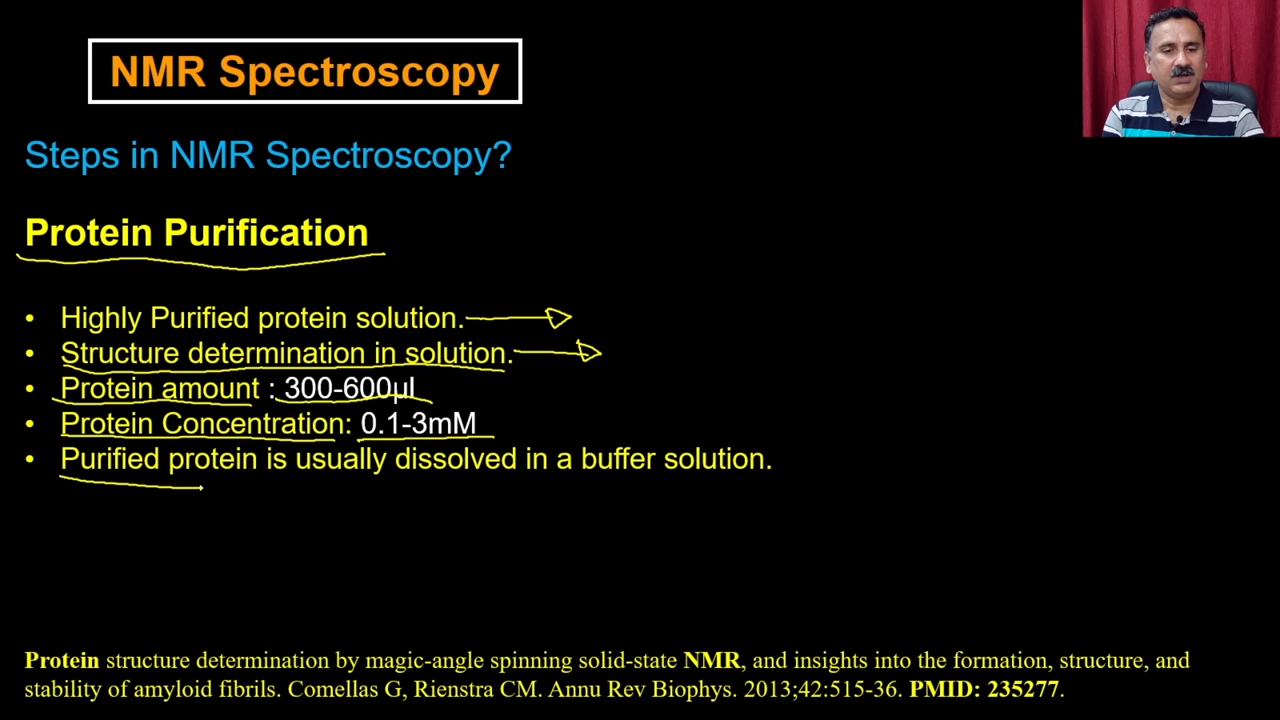 NMR Spectroscopy
Steps in NMR Spectroscopy?
Protein Purification
• Highly Purified protein solution.
• Structure determination in solution.
• Protein amount : 300-600µl
• Protein Concentration: 0.1-3mM
• Purified protein is usually dissolved in a buffer solution.
Protein structure determination by magic-angle spinning solid-state NMR, and insights into the formation, structure, and
stability of amyloid fibrils. Comellas G, Rienstra CM. Annu Rev Biophys. 2013;42:515-36. PMID: 235277.